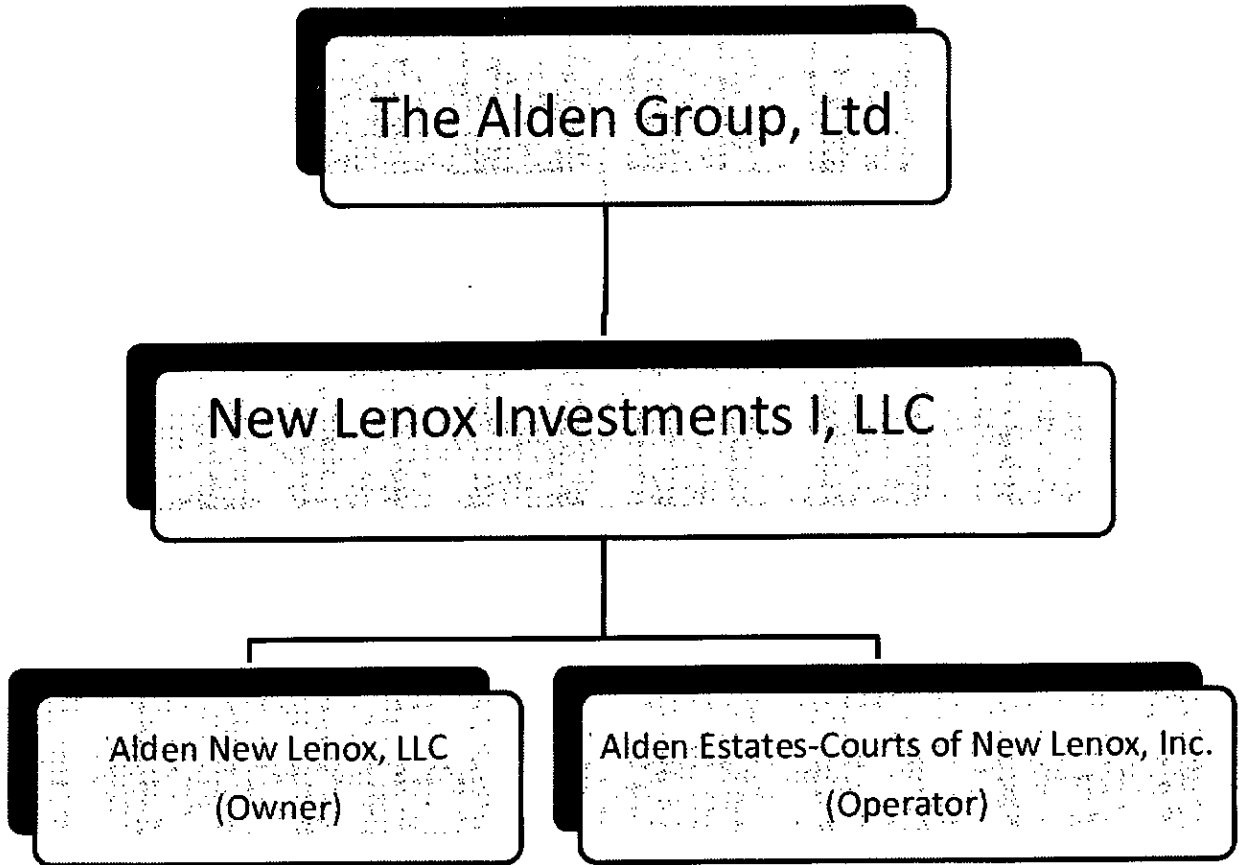 The Alden Group, Ltd
New Lenox Investments I, LLC
Alden New Lenox, LLC
(Owner)
Alden Estates-Courts of New Lenox, Inc.
(Operator)